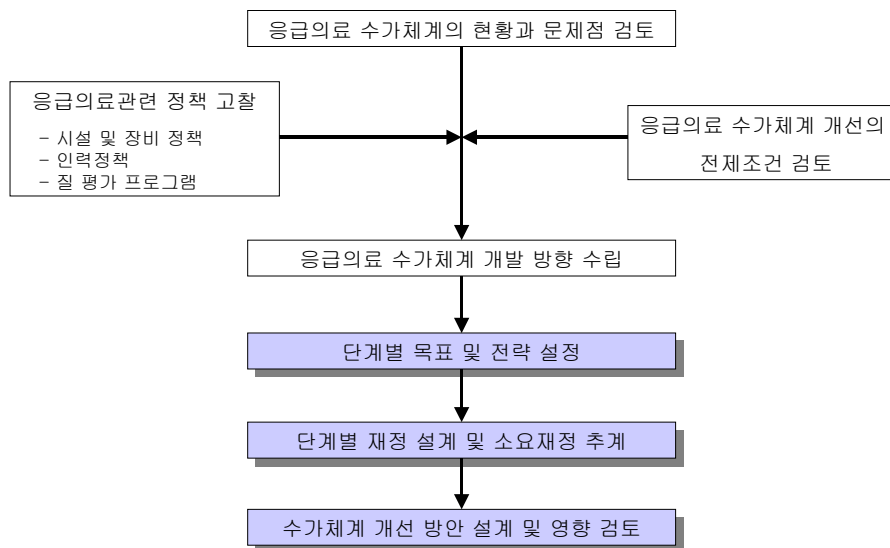 응급의료 수가체계의 현황과 문제점 검토
응급의료관련 정책 고찰
– 시설 및 장비 정책
– 인력정책
– 질 평가 프로그램
응급의료 수가체계 개선의
전제조건 검토
응급의료 수가체계 개발 방향 수립
단계별 목표 및 전략 설정
단계별 재정 설계 및 소요재정 추계
수가체계 개선 방안 설계 및 영향 검토